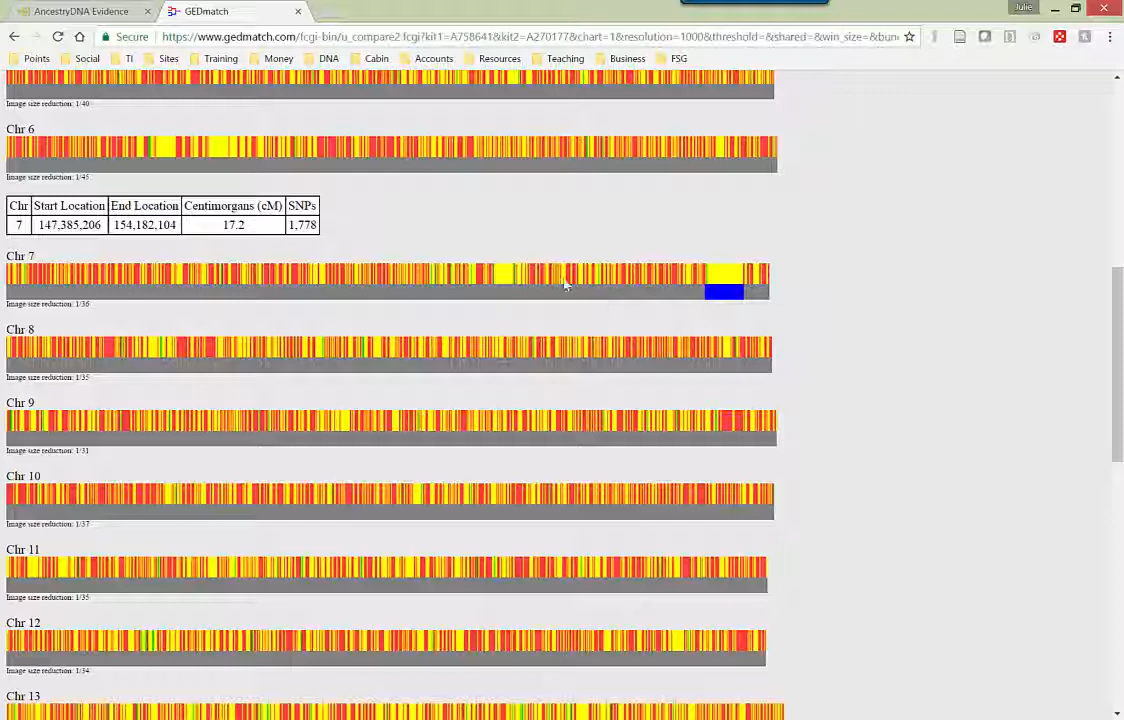 AncestryDNA Evidence
GEDmatch
Julie
Secure https://www.gedmatch.com/fcgi-bin/u_compare2.fcgi?kit1=A758641&kit2=A270177&chart=1&resolution=1000&threshold=&shared=&win_size=&bun
Points Social TI Sites Training Money DNA Cabin Accounts Resources Teaching Business FSG
Image size reduction: 1/40
Chr 6
Image size reduction: 1/45
Chr Start Location End Location Centimorgans (cM) SNPs
7 147,385,206 154,182,104 17.2 1,778
Chr 7
Image size reduction: 1/36
Chr 8
Image size reduction: 1/35
Chr 9
Image size reduction: 1/31
Chr 10
Image size reduction: 1/37
Chr 11
Image size reduction: 1/35
Chr 12
Image size reduction: 1/34
Chr 13